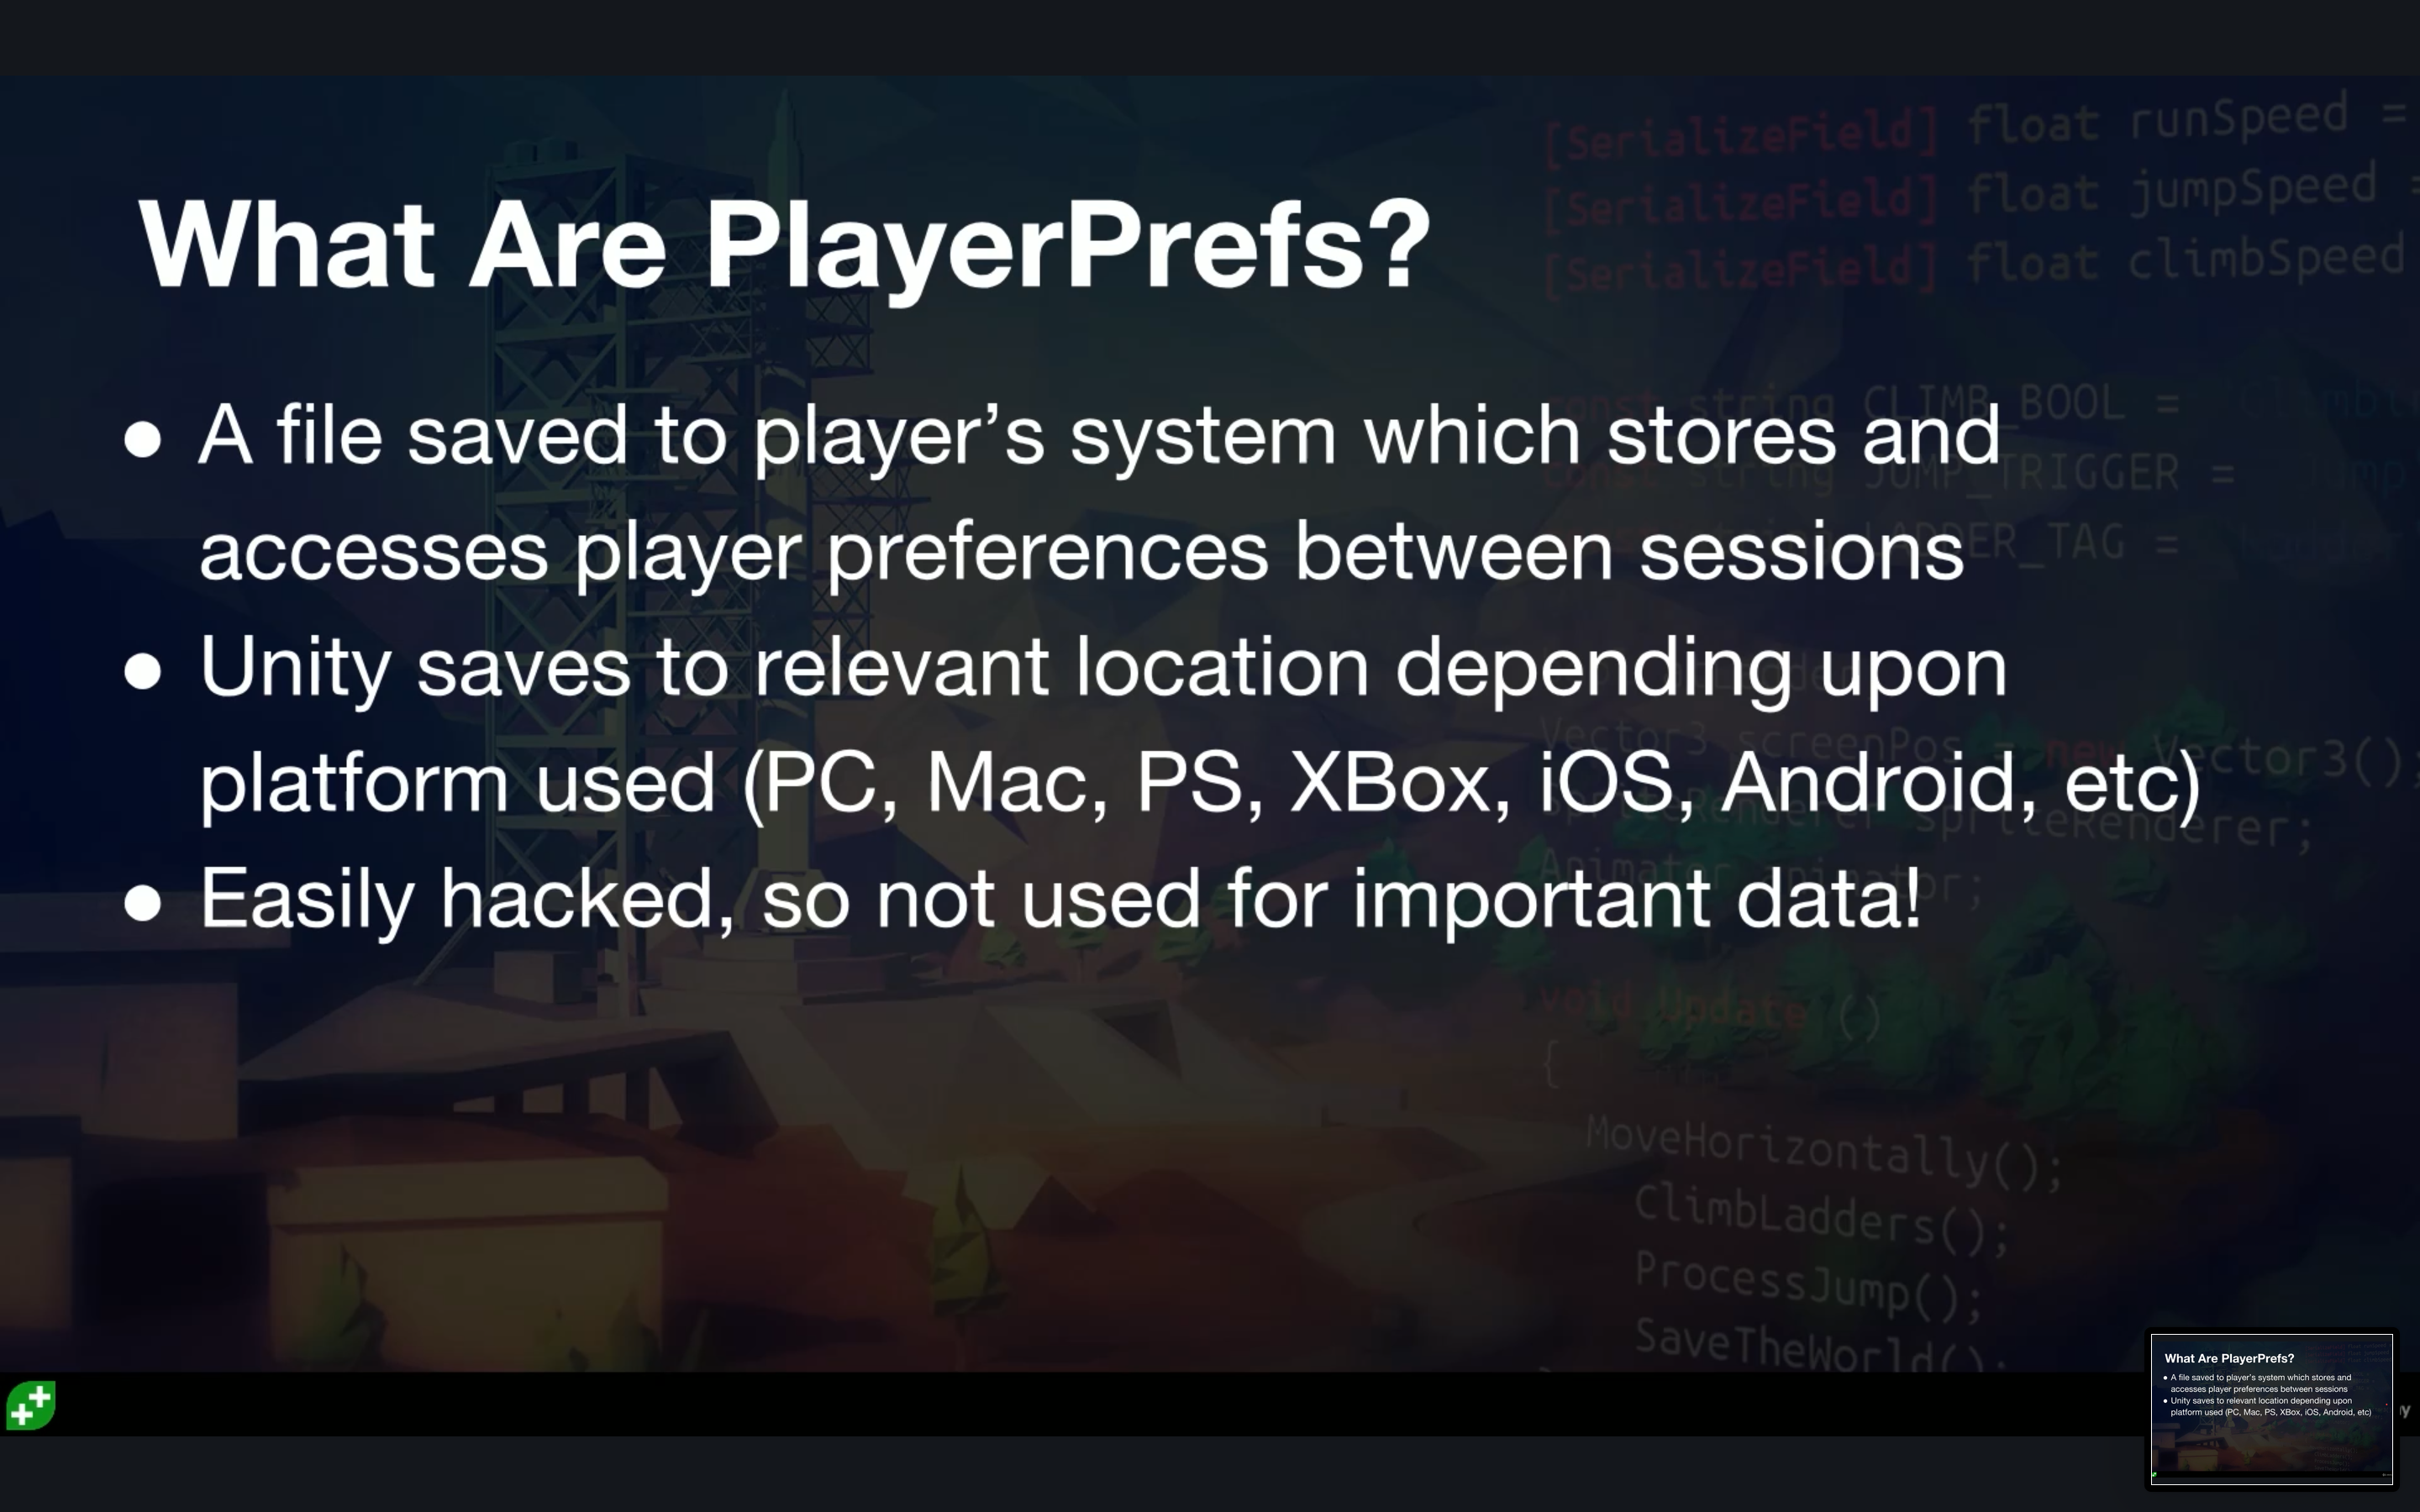 What Are PlayerPrefs?
● A file saved to player’s system which stores and
accesses player preferences between sessions
● Unity saves to relevant location depending upon
platform used (PC, Mac, PS, XBox, iOS, Android, etc)
● Easily hacked, so not used for important data!
[SerializeField] float runSpeed =
[SerializeField] float jumpSpeed =
[SerializeField] float climbSpeed
const string CLIMB_BOOL =
const string JUMP_TRIGGER =
LADDER_TAG =
Vector3 screenPos = new Vector3();
SpriteRenderer spriteRenderer;
Animator animator;
void Update ()
{
MoveHorizontally();
ClimbLadders();
ProcessJump();
SaveTheWorld();
What Are PlayerPrefs?
● A file saved to player's system which stores and
accesses player preferences between sessions
● Unity saves to relevant location depending upon
platform used (PC, Mac, PS, XBox, iOS, Android, etc)